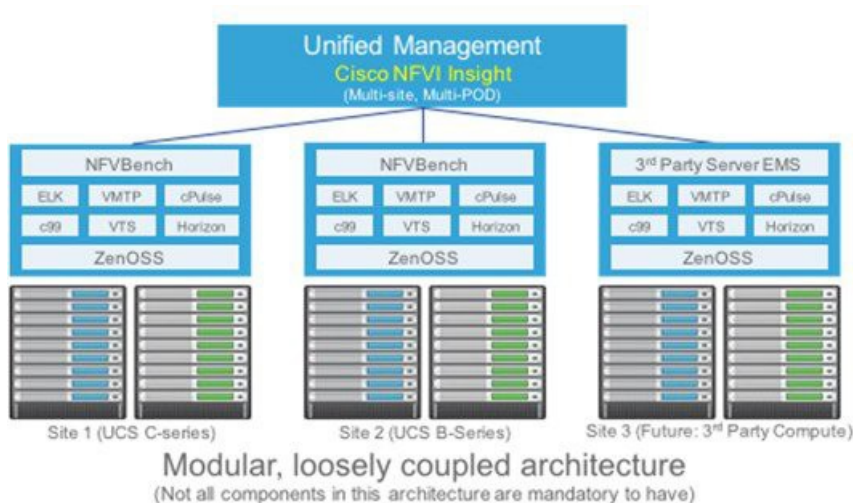 Unified Management
Cisco NFVI Insight
(Multi-site, Multi-POD)
NFVBench
ELK VMTP cPulse
c99 VTS Horizon
ZenOSS
Site 1 (UCS C-series)
NFVBench
ELK VMTP cPulse
c99 VTS Horizon
ZenOSS
Site 2 (UCS B-Series)
3rd Party Server EMS
ELK VMTP cPulse
c99 VTS Horizon
ZenOSS
Site 3 (Future: 3rd Party Compute)
Modular, loosely coupled architecture
(Not all components in this architecture are mandatory to have)